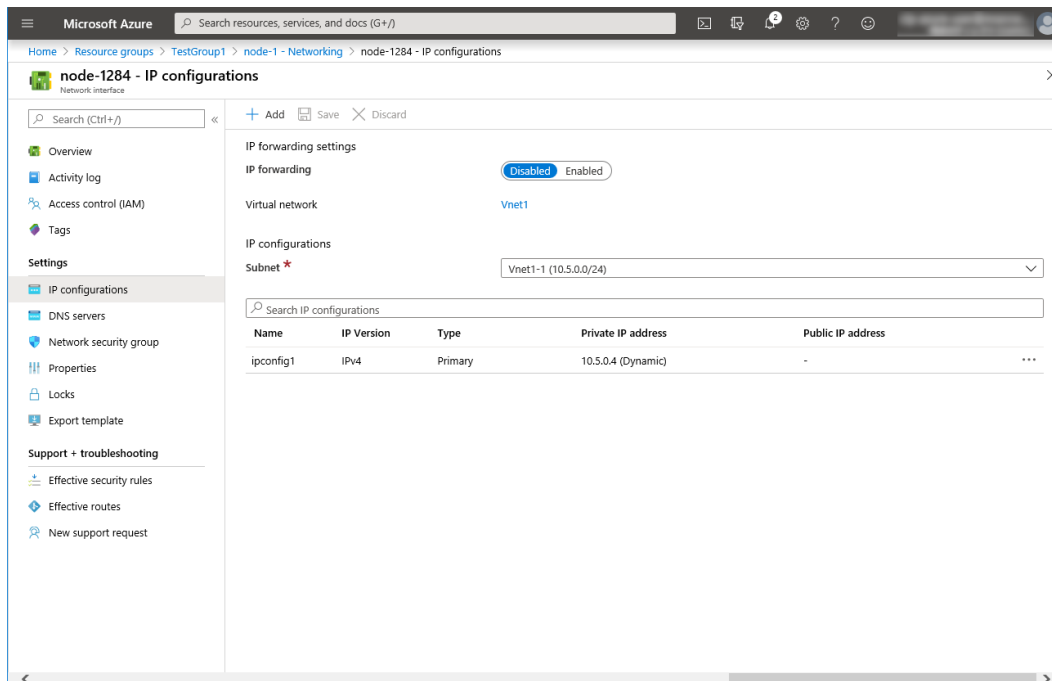 Microsoft Azure
Search resources, services, and docs (G+/)
2
Home > Resource groups > TestGroup1 > node-1 - Networking > node-1284 - IP configurations
node-1284 - IP configurations
Network interface
Search (Ctrl+/)
Overview
Activity log
Access control (IAM)
Tags
Settings
IP configurations
DNS servers
Network security group
Properties
Locks
Export template
Support + troubleshooting
Effective security rules
Effective routes
New support request
Add Save Discard
IP forwarding settings
IP forwarding Disabled Enabled
Virtual network Vnet1
IP configurations
Subnet * Vnet1-1 (10.5.0.0/24)
Search IP configurations
Name IP Version Type Private IP address Public IP address
ipconfig1 IPv4 Primary 10.5.0.4 (Dynamic) -